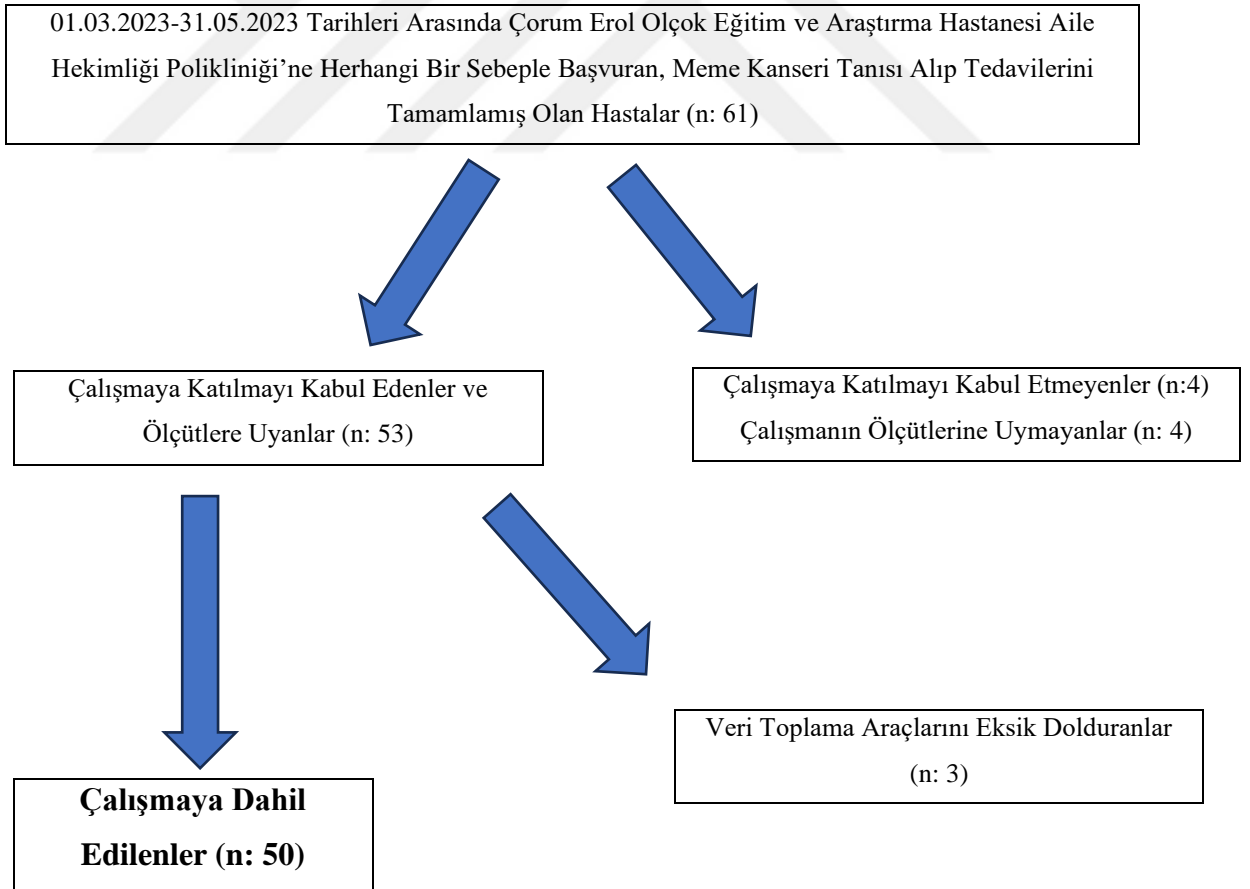 01.03.2023-31.05.2023 Tarihleri Arasında Çorum Erol Olçok Eğitim ve Araştırma Hastanesi Aile
Hekimliği Polikliniği’ne Herhangi Bir Sebeple Başvuran, Meme Kanseri Tanısı Alıp Tedavilerini
Tamamlamış Olan Hastalar (n: 61)
Çalışmaya Katılmayı Kabul Edenler ve
Ölçütlere Uyanlar (n: 53)
Çalışmaya Katılmayı Kabul Etmeyenler (n:4)
Çalışmanın Ölçütlerine Uymayanlar (n: 4)
Veri Toplama Araçlarını Eksik Dolduranlar
(n: 3)
Çalışmaya Dahil
Edilenler (n: 50)